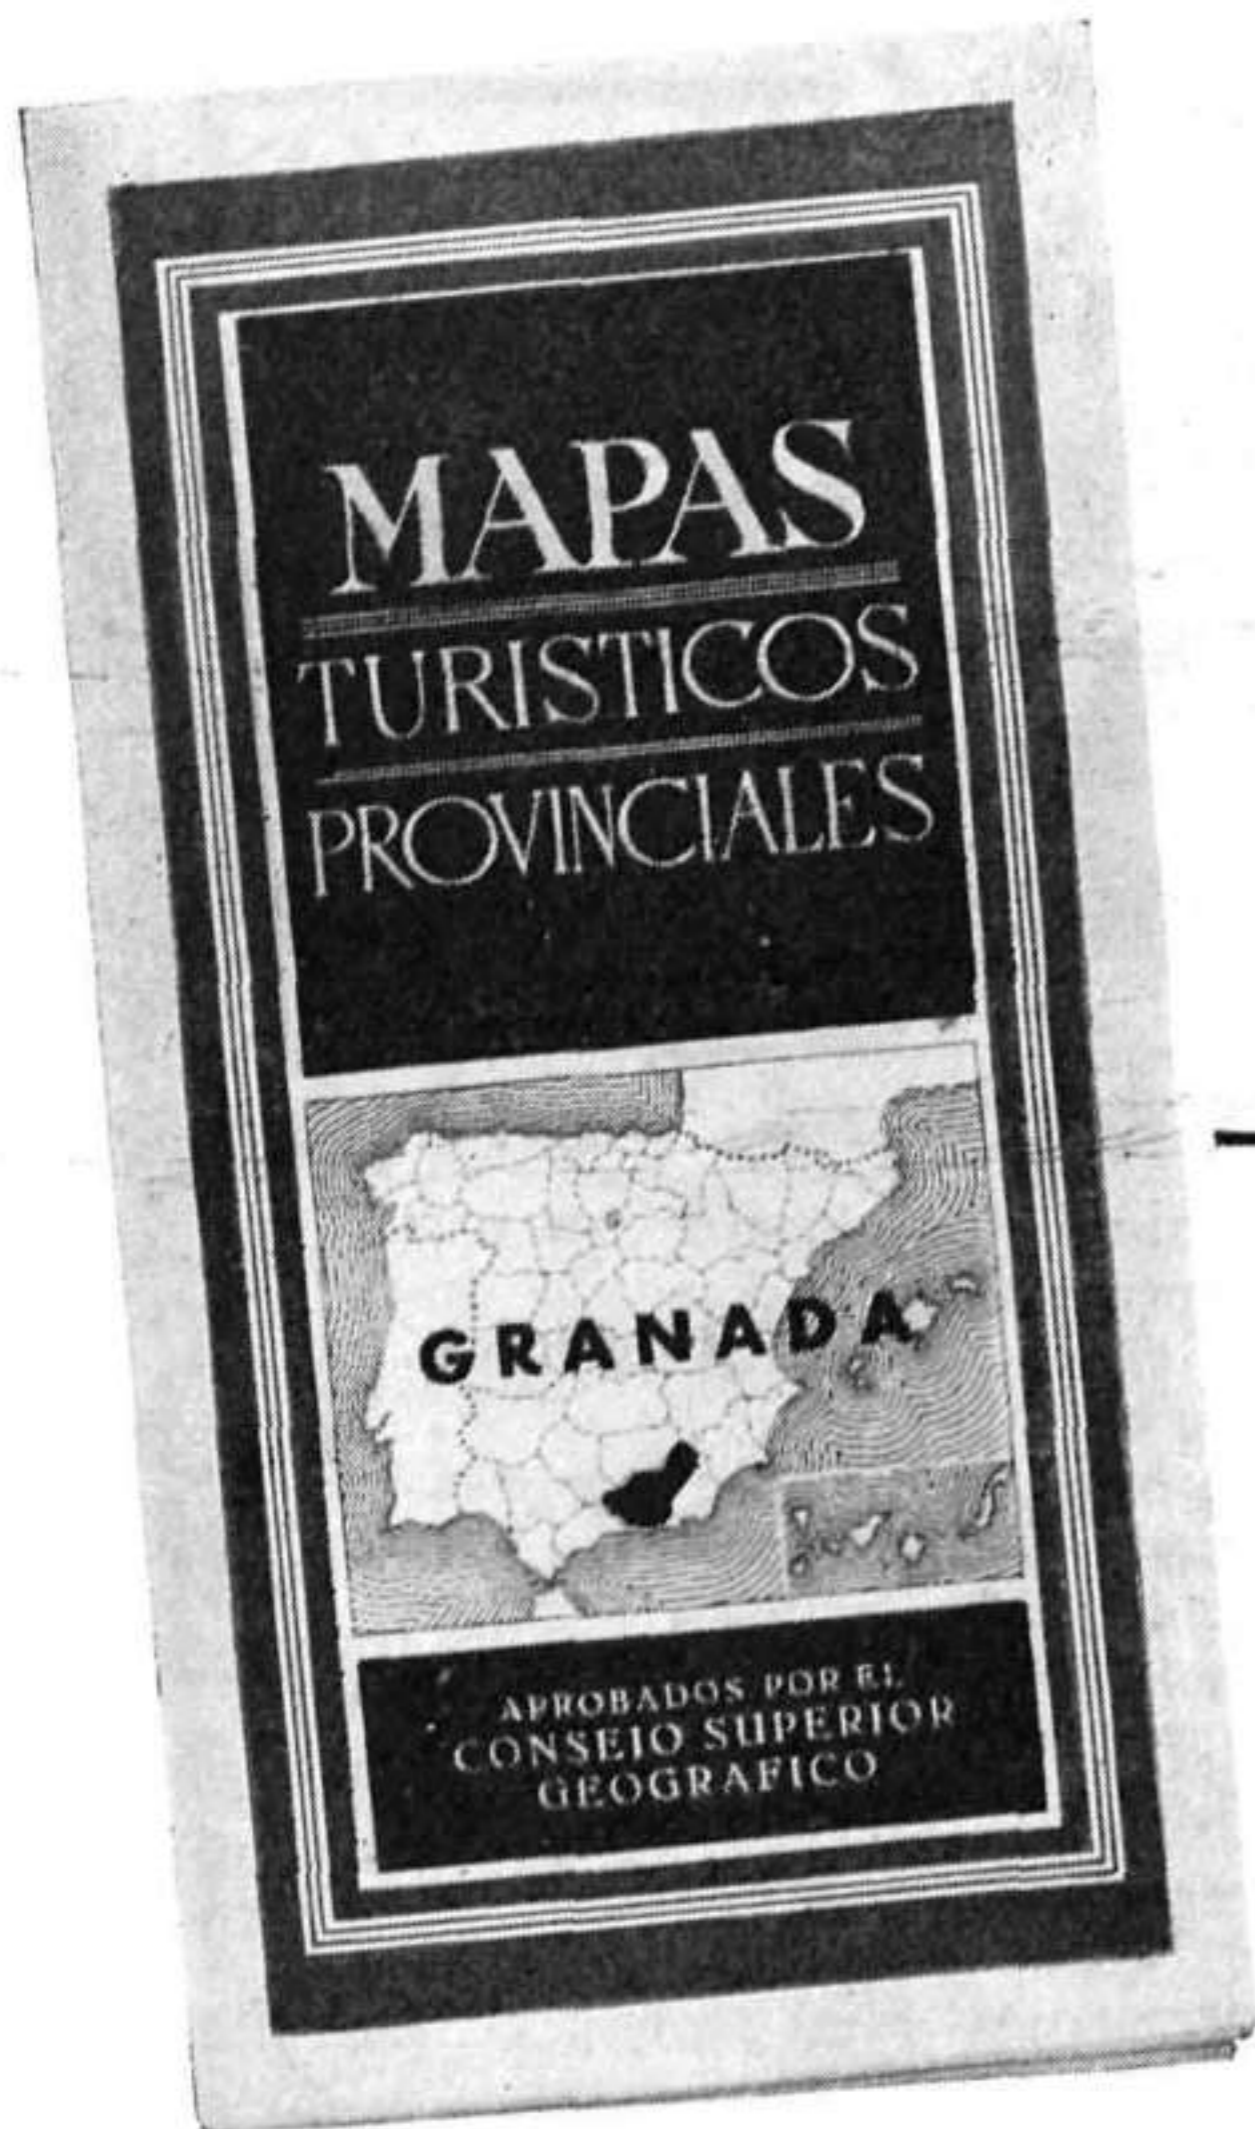 MAPAS
TURISTICOS
PROVINCIALES
GRANADA
APROBADOS POR EL
CONSEJO SUPERIOR
GEOGRAFICO